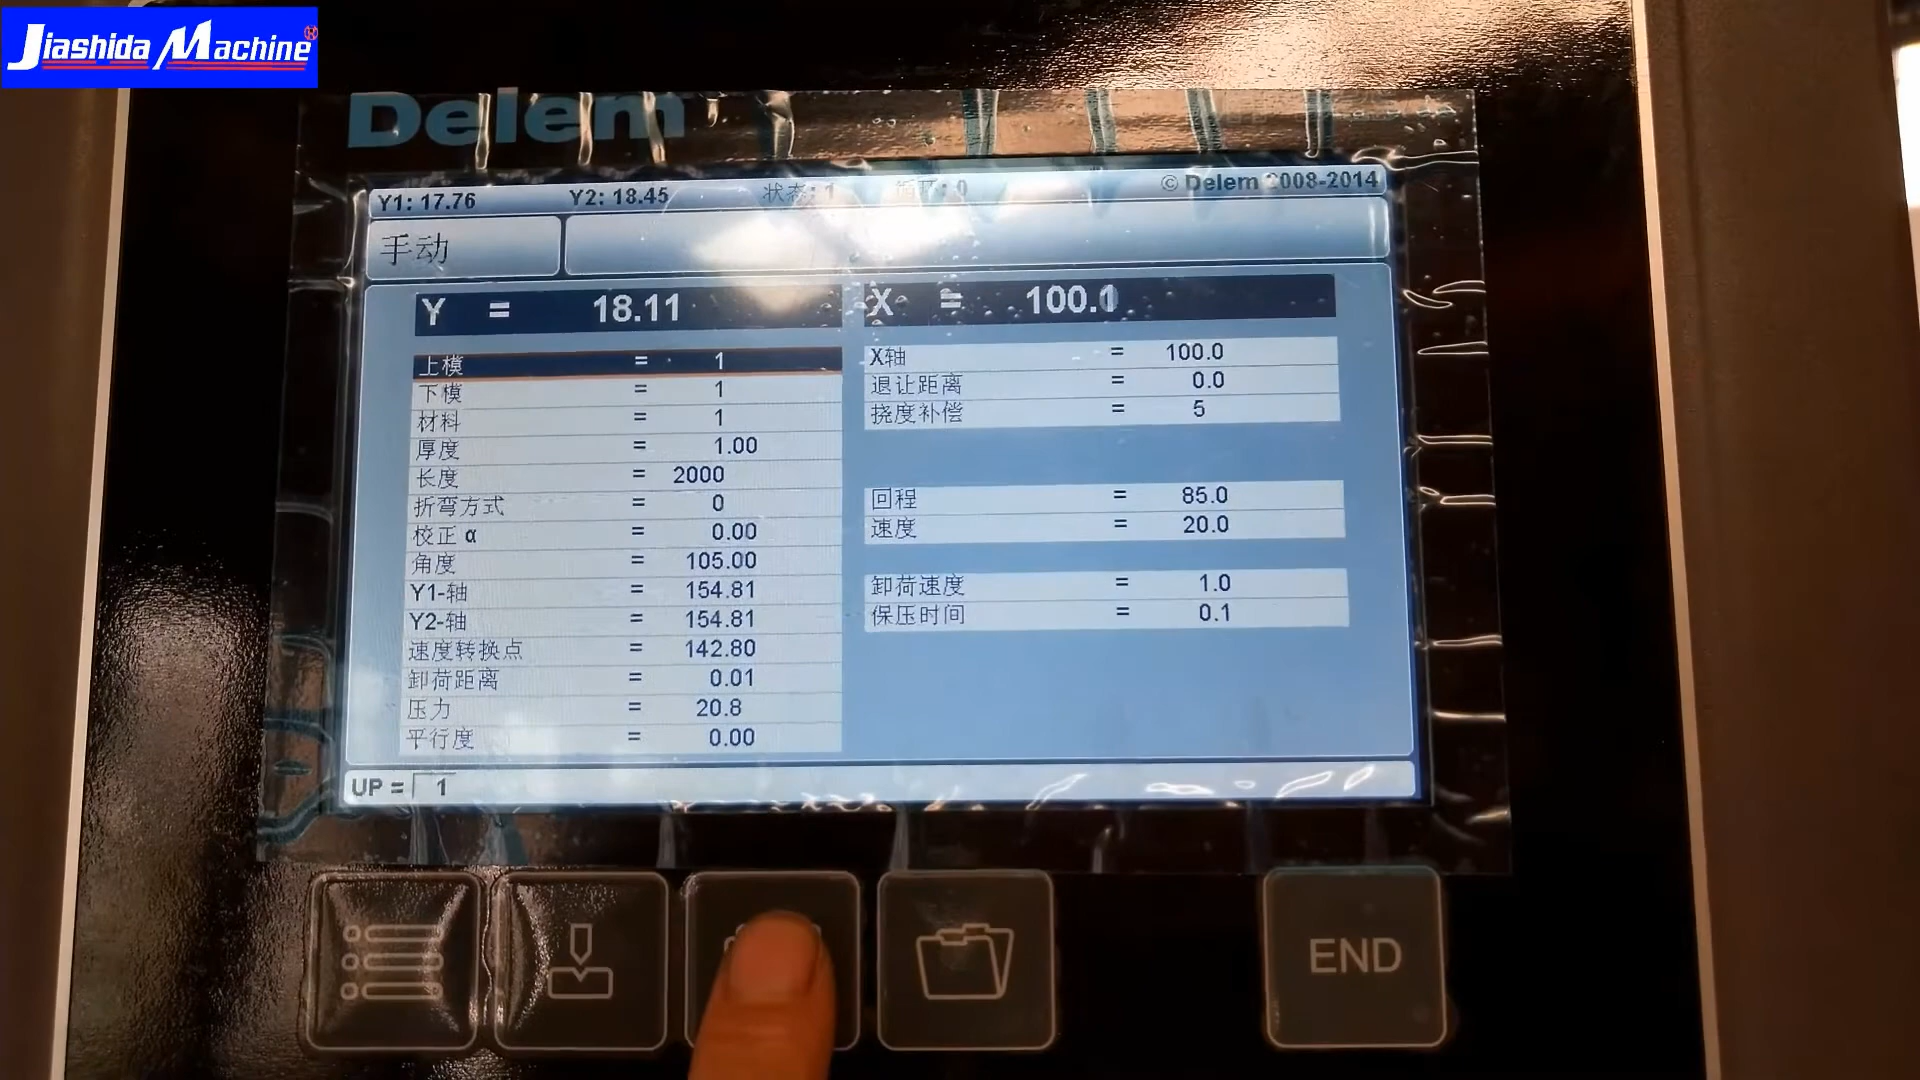 Jiashida Machine
Delem
Y1: 17.76 Y2: 18.45 状态: 1 循环: 0 © Delem 2008-2014
手动
Y = 18.11
X = 100.1
上模 = 1
下模 = 1
材料 = 1
厚度 = 1.00
长度 = 2000
折弯方式 = 0
校正 α = 0.00
角度 = 105.00
Y1-轴 = 154.81
Y2-轴 = 154.81
速度转换点 = 142.80
卸荷距离 = 0.01
压力 = 20.8
平行度 = 0.00
X轴 = 100.0
退让距离 = 0.0
挠度补偿 = 5
回程 = 85.0
速度 = 20.0
卸荷速度 = 1.0
保压时间 = 0.1
UP = 1
END